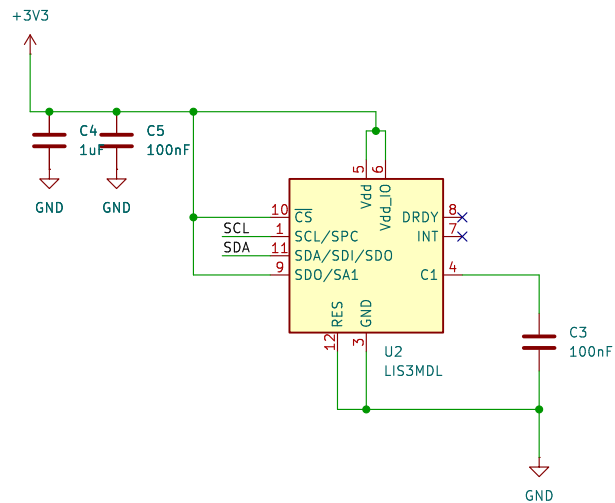 +3V3
C4
1uF
C5
100nF
GND
GND
5
6
Vdd
Vdd_IO
10
CS
DRDY
8
SCL
1
SCL/SPC
INT
7
SDA
11
SDA/SDI/SDO
9
SDO/SA1
C1
4
RES
GND
12
3
U2
LIS3MDL
C3
100nF
GND